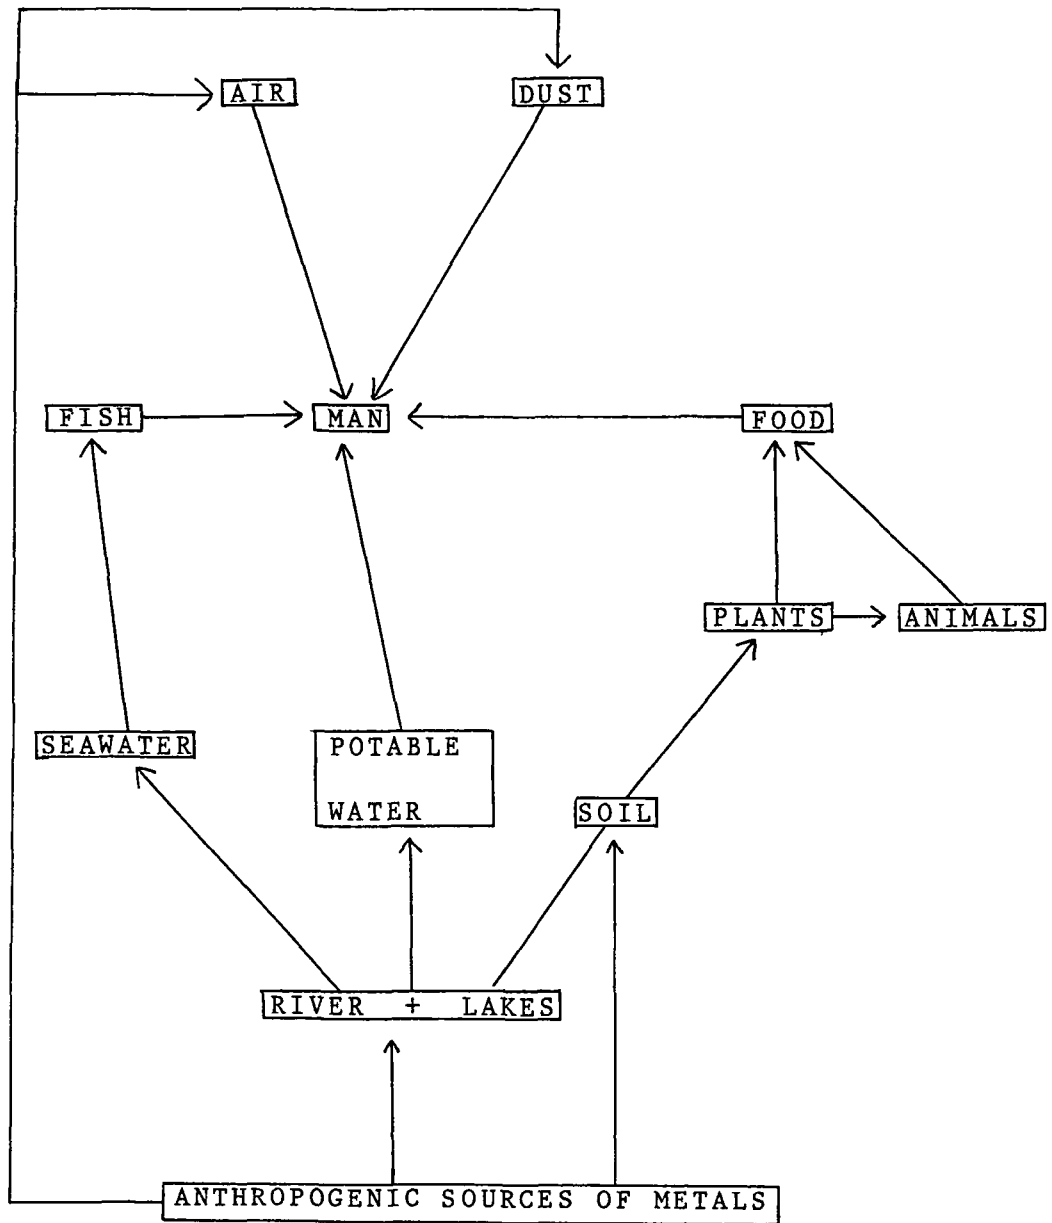 AIR
DUST
FISH
MAN
FOOD
PLANTS
ANIMALS
SEAWATER
POTABLE
WATER
SOIL
RIVER + LAKES
ANTHROPOGENIC SOURCES OF METALS